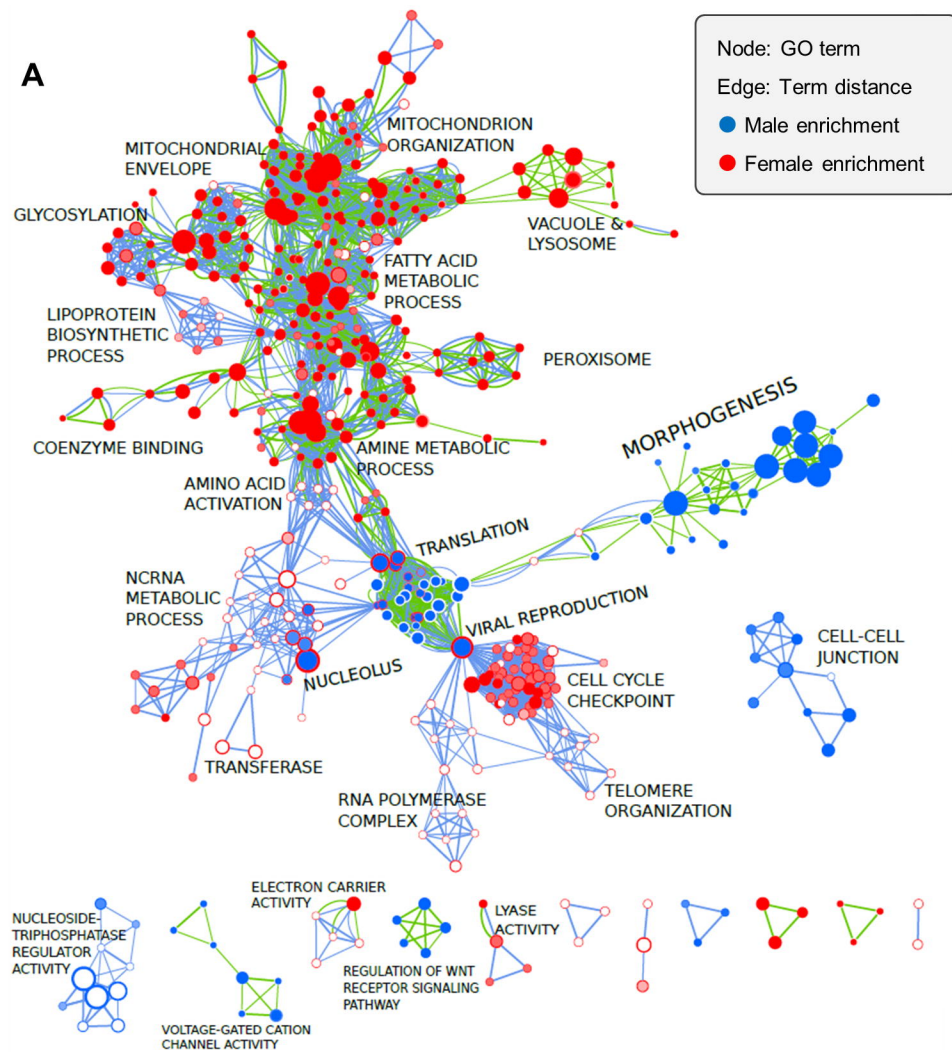 A
Node: GO term
Edge: Term distance
Male enrichment
Female enrichment
MITOCHONDRION
ORGANIZATION
MITOCHONDRIAL
ENVELOPE
GLYCOSYLATION
VACUOLE &
LYSOSOME
FATTY ACID
METABOLIC
PROCESS
LIPOPROTEIN
BIOSYNTHETIC
PROCESS
PEROXISOME
COENZYME BINDING
AMINE METABOLIC
PROCESS
MORPHOGENESIS
AMINO ACID
ACTIVATION
TRANSLATION
NCRNA
METABOLIC
PROCESS
VIRAL REPRODUCTION
NUCLEOLUS
CELL-CELL
JUNCTION
CELL CYCLE
CHECKPOINT
TRANSFERASE
RNA POLYMERASE
COMPLEX
TELOMERE
ORGANIZATION
NUCLEOSIDE-
TRIPHOSPHATASE
REGULATOR
ACTIVITY
VOLTAGE-GATED CATION
CHANNEL ACTIVITY
ELECTRON CARRIER
ACTIVITY
REGULATION OF WNT
RECEPTOR SIGNALING
PATHWAY
LYASE
ACTIVITY